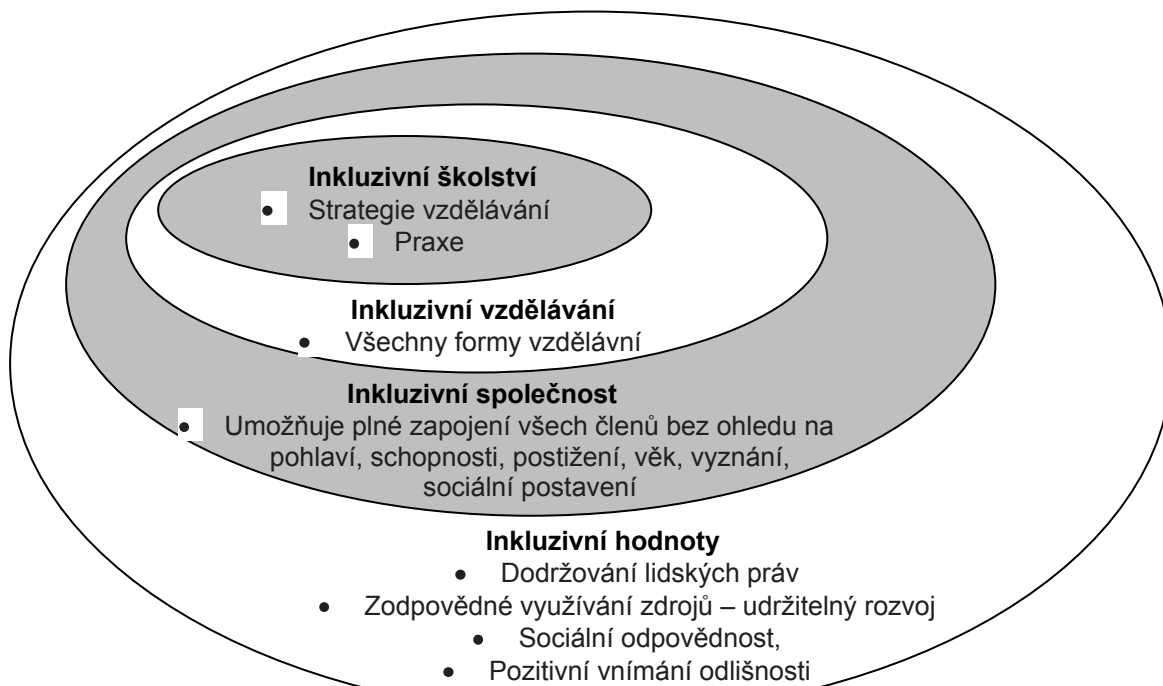 Inkluzivní školství
• Strategie vzdělávání
• Praxe
Inkluzivní vzdělávání
• Všechny formy vzdělávní
Inkluzivní společnost
• Umožňuje plné zapojení všech členů bez ohledu na
pohlaví, schopnosti, postižení, věk, vyznání,
sociální postavení
Inkluzivní hodnoty
• Dodržování lidských práv
• Zodpovědné využívání zdrojů – udržitelný rozvoj
• Sociální odpovědnost,
• Pozitivní vnímání odlišnosti